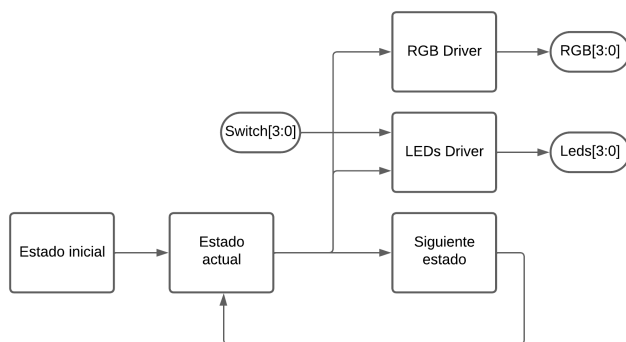 RGB Driver
RGB[3:0]
Switch[3:0]
LEDs Driver
Leds[3:0]
Estado inicial
Estado
actual
Siguiente
estado